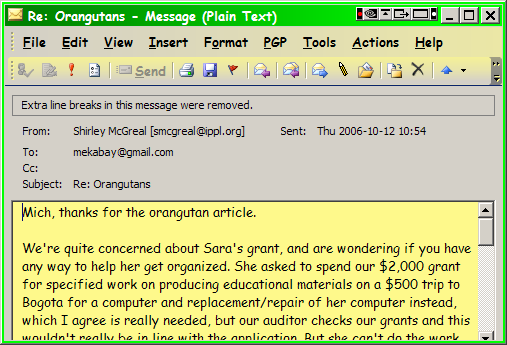 Re: Orangutans - Message (Plain Text)
File Edit View Insert Format PGP Tools Actions Help
Send
Extra line breaks in this message were removed.
From: Shirley McGreal [smcgreal@ippl.org] Sent: Thu 2006-10-12 10:54
To: mekabay@gmail.com
Cc:
Subject: Re: Orangutans
Mich, thanks for the orangutan article.
We're quite concerned about Sara's grant, and are wondering if you have
any way to help her get organized. She asked to spend our $2,000 grant
for specified work on producing educational materials on a $500 trip to
Bogota for a computer and replacement/repair of her computer instead,
which I agree is really needed, but our auditor checks our grants and this
wouldn't really be in line with the application. But she can't do the work